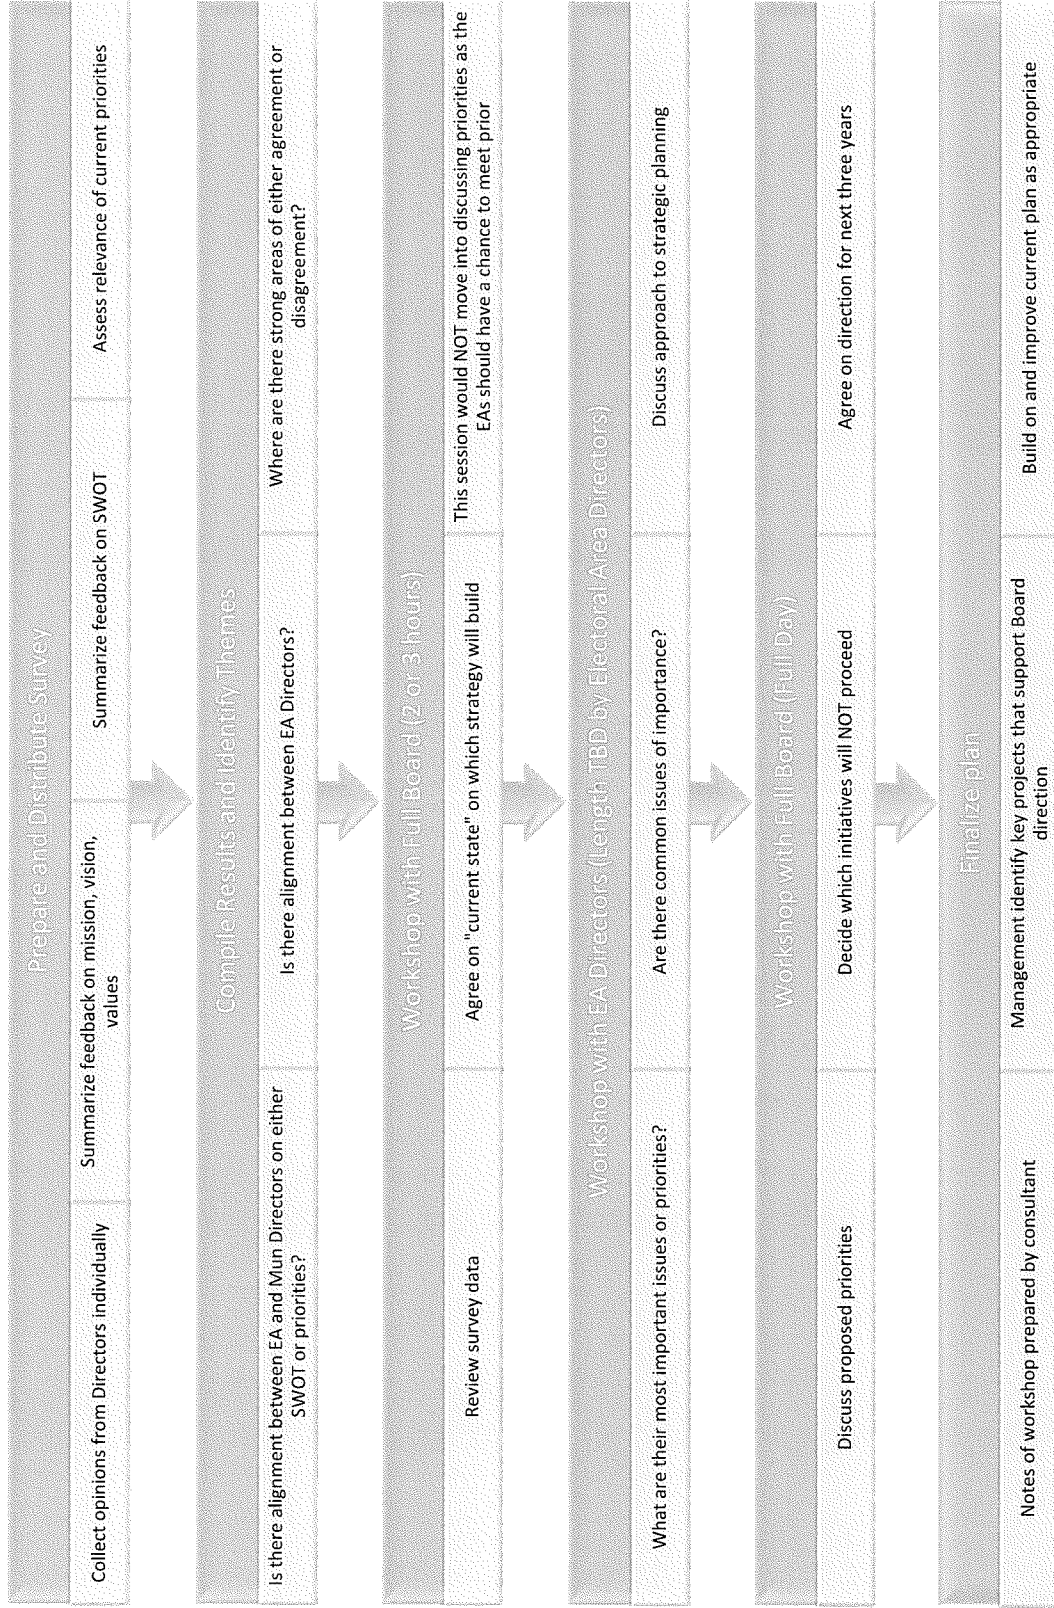 Prepare and Distribute Survey
Collect opinions from Directors individually
Summarize feedback on mission, vision,
values
Summarize feedback on SWOT
Assess relevance of current priorities
Compile Results and Identify Themes
Is there alignment between EA and Mun Directors on either
SWOT or priorities?
Is there alignment between EA Directors?
Where are there strong areas of either agreement or
disagreement?
Workshop with Full Board (2 or 3 hours)
Review survey data
Agree on "current state" on which strategy will build
This session would NOT move into discussing priorities as the
EAs should have a chance to meet prior
Workshop with EA Directors (length TBD by Electoral Area Directors)
What are their most important issues or priorities?
Are there common issues of importance?
Discuss approach to strategic planning
Workshop with Full Board (Full Day)
Discuss proposed priorities
Decide which initiatives will NOT proceed
Agree on direction for next three years
Finalize plan
Notes of workshop prepared by consultant
Management identify key projects that support Board
direction
Build on and improve current plan as appropriate